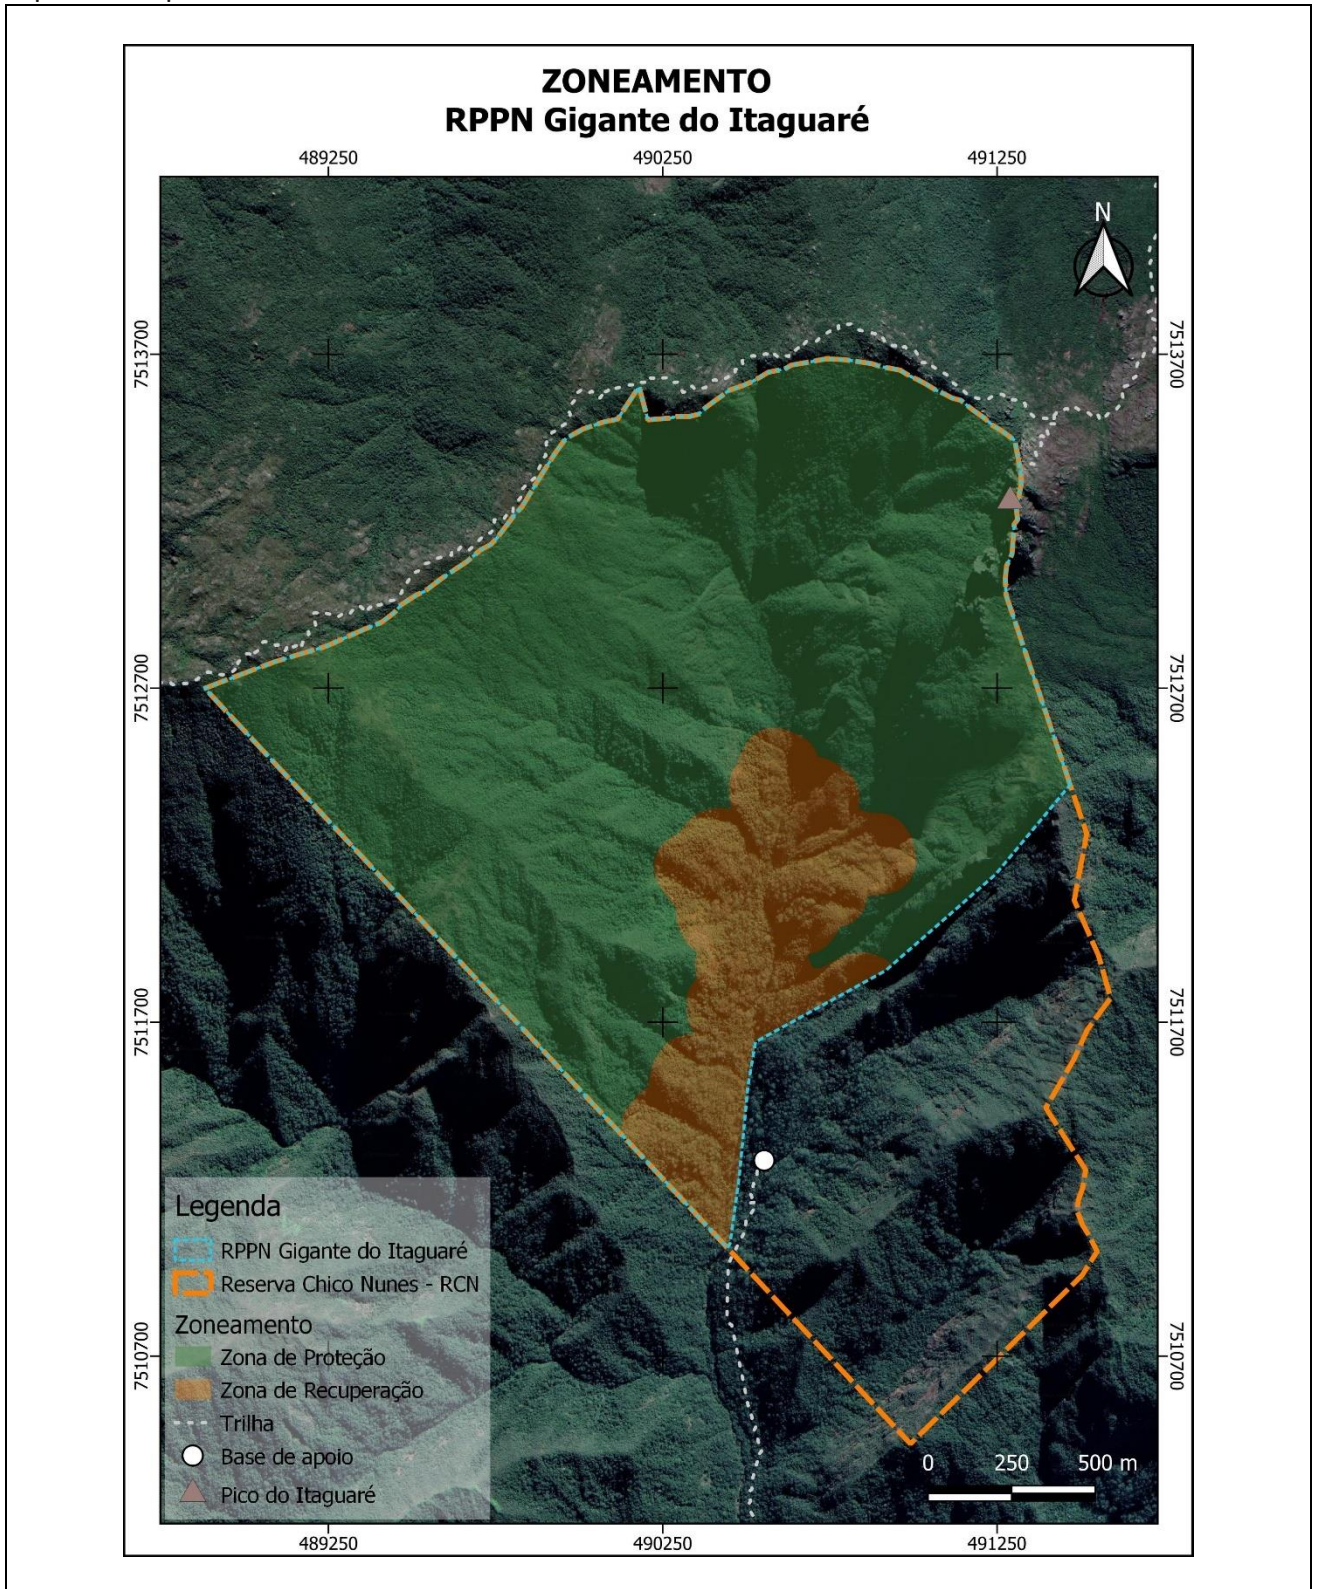 ZONEAMENTO
RPPN Gigante do Itaguaré
489250 490250 491250
N
7513700 7513700
7512700 7512700
7511700 7511700
7510700 7510700
Legenda
RPPN Gigante do Itaguaré
Reserva Chico Nunes - RCN
Zoneamento
Zona de Proteção
Zona de Recuperação
Trilha
Base de apoio
Pico do Itaguaré
0 250 500 m
489250 490250 491250